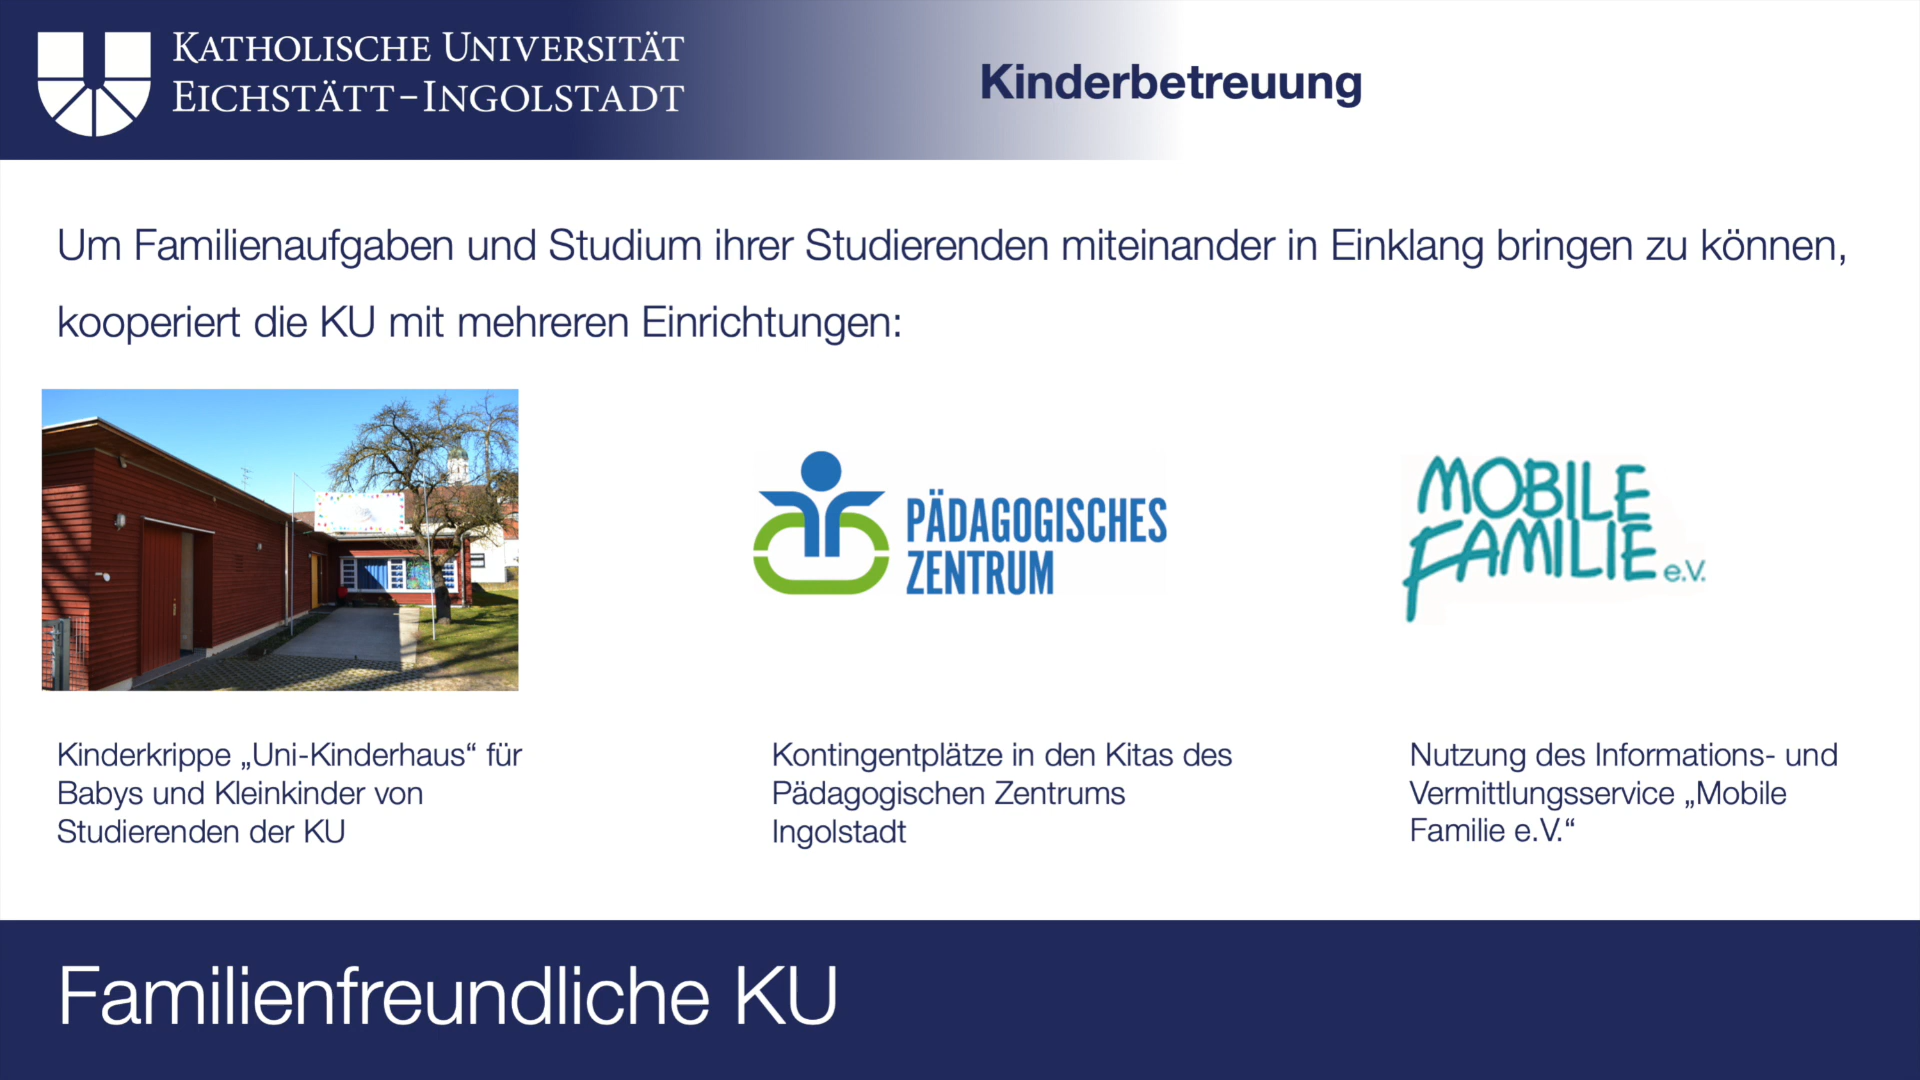 KATHOLISCHE UNIVERSITÄT
EICHSTÄTT-INGOLSTADT
Kinderbetreuung
Um Familienaufgaben und Studium ihrer Studierenden miteinander in Einklang bringen zu können,
kooperiert die KU mit mehreren Einrichtungen:
PÄDAGOGISCHES
ZENTRUM
MOBILE
FAMILIE e.V.
Kinderkrippe „Uni-Kinderhaus“ für
Babys und Kleinkinder von
Studierenden der KU
Kontingentplätze in den Kitas des
Pädagogischen Zentrums
Ingolstadt
Nutzung des Informations- und
Vermittlungsservice „Mobile
Familie e.V.“
Familienfreundliche KU